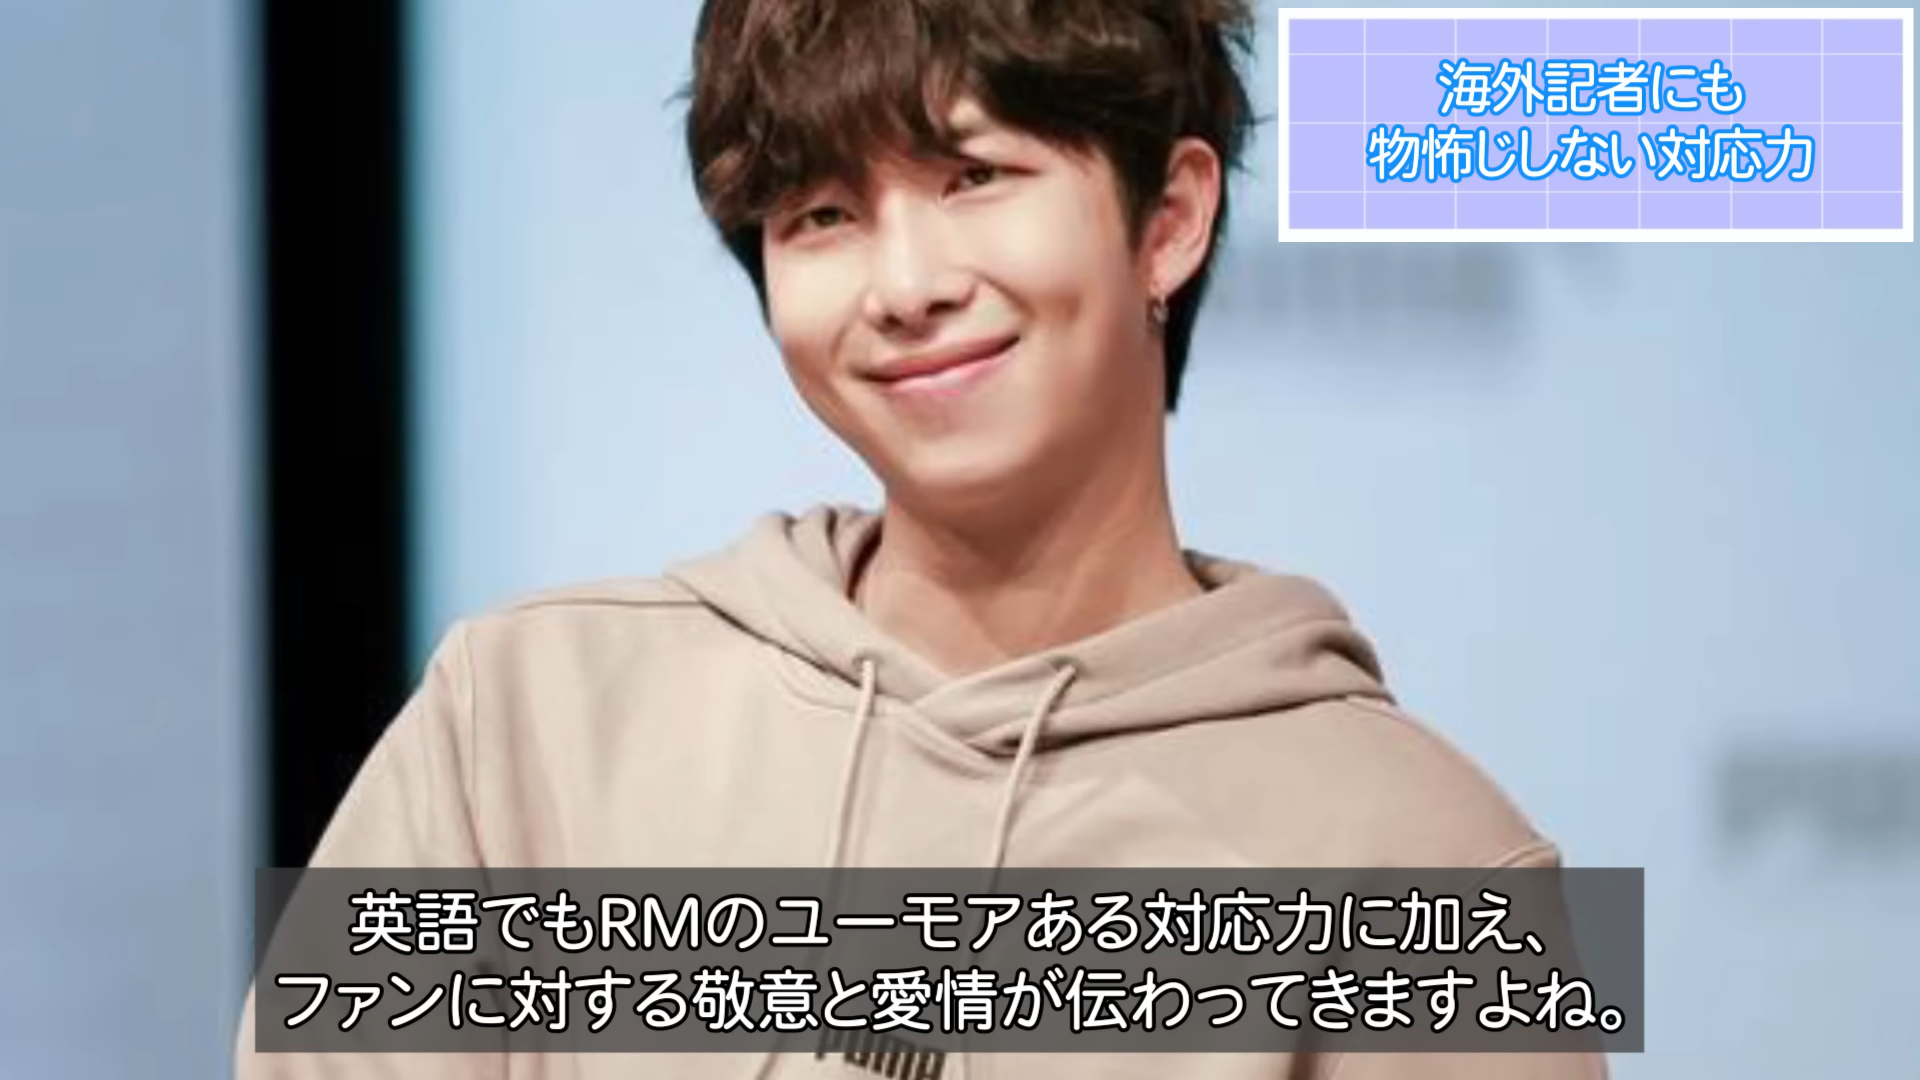 海外記者にも
物怖じしない対応力
英語でもRMのユーモアある対応力に加え、
ファンに対する敬意と愛情が伝わってきますよね。
PUMA